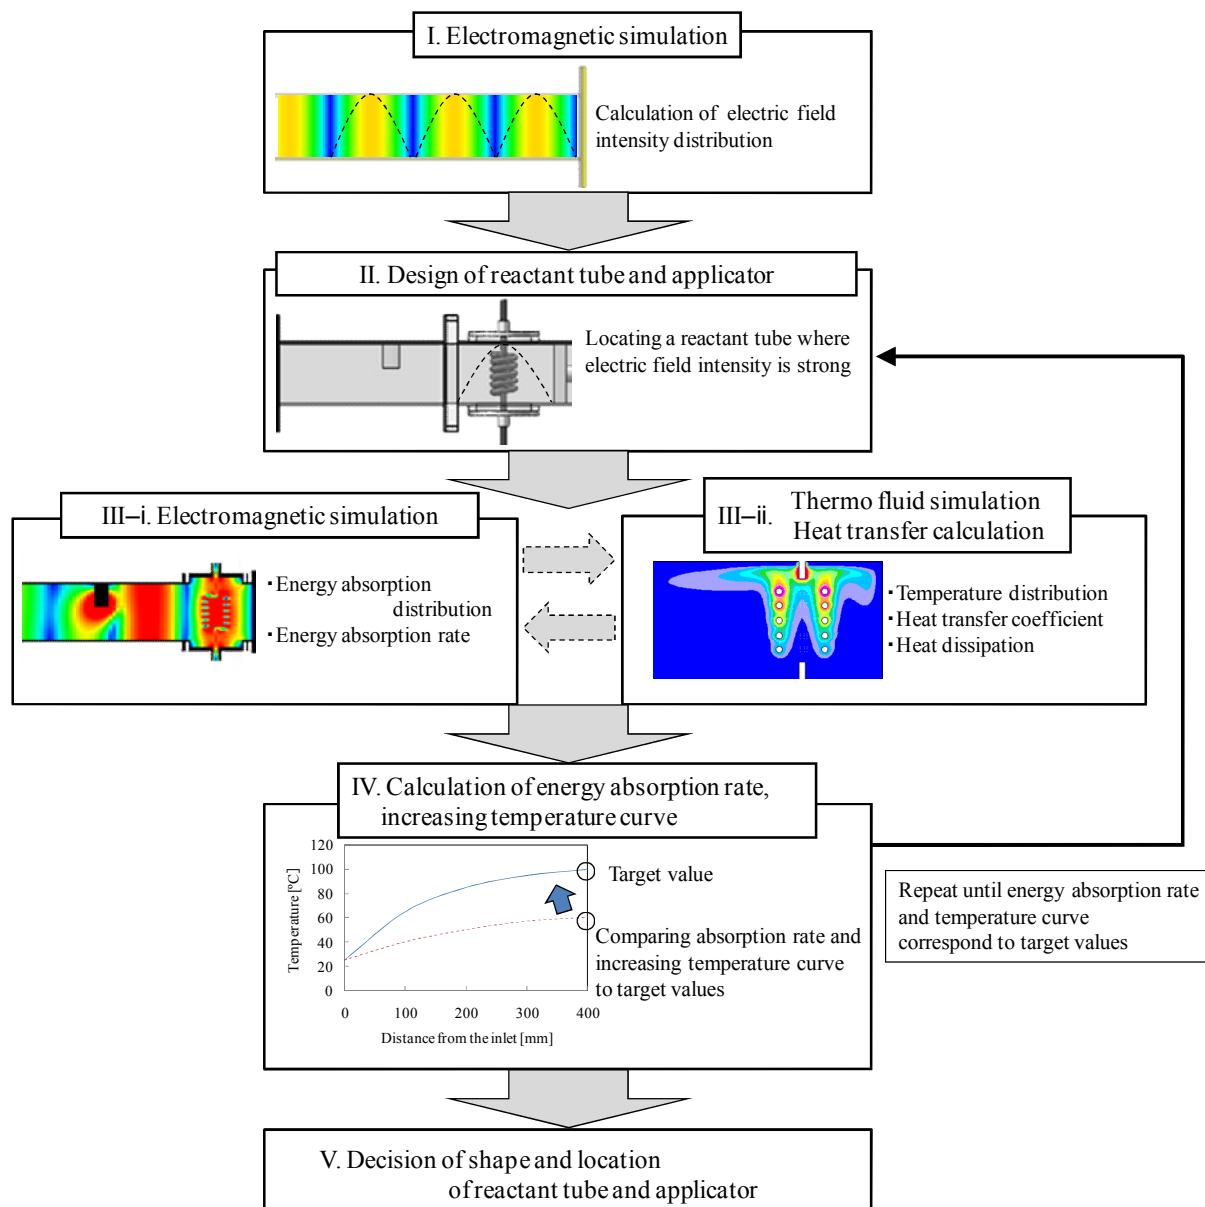 I. Electromagnetic simulation
Calculation of electric field
intensity distribution
II. Design of reactant tube and applicator
Locating a reactant tube where
electric field intensity is strong
III–i. Electromagnetic simulation
・Energy absorption
distribution
・Energy absorption rate
III–ii. Thermo fluid simulation
Heat transfer calculation
・Temperature distribution
・Heat transfer coefficient
・Heat dissipation
IV. Calculation of energy absorption rate,
increasing temperature curve
120
100
80
60
40
20
0
Temperature [ºC]
0 100 200 300 400
Distance from the inlet [mm]
Target value
Comparing absorption rate and
increasing temperature curve
to target values
Repeat until energy absorption rate
and temperature curve
correspond to target values
V. Decision of shape and location
of reactant tube and applicator